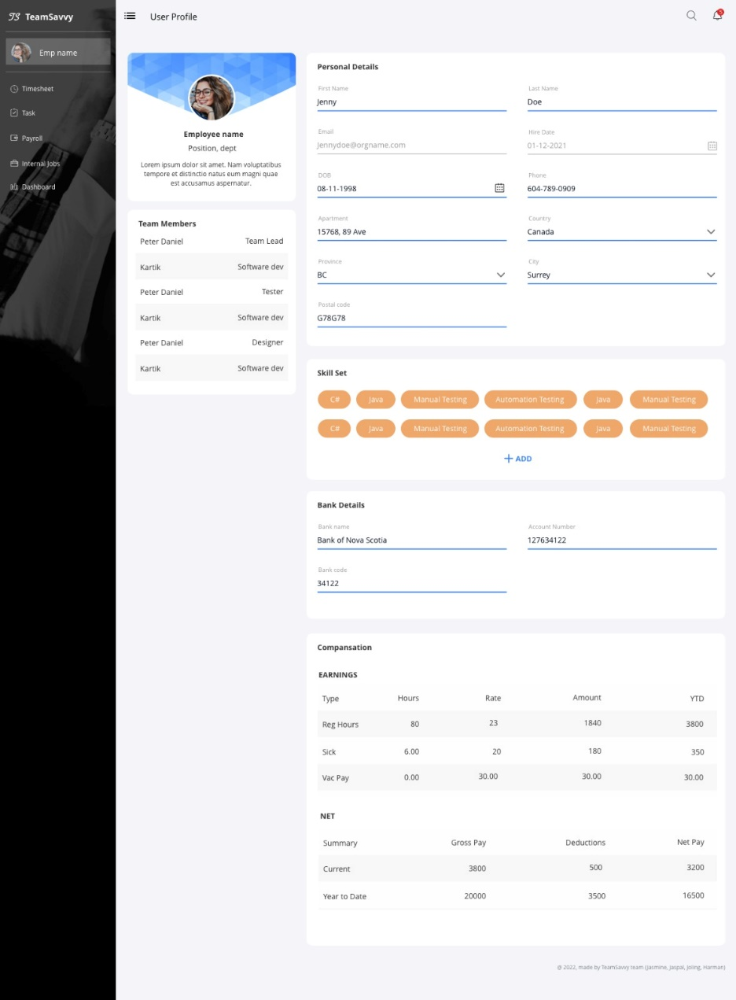 TS TeamSavvy
User Profile
5
Emp name
Timesheet
Task
Payroll
Internal Jobs
Dashboard
Employee name
Position, dept
Lorem ipsum dolor sit amet. Nam voluptatibus
tempore et distinctio natus eum magni quae
est accusamus aspernatur.
Team Members
Peter Daniel Team Lead
Kartik Software dev
Peter Daniel Tester
Kartik Software dev
Peter Daniel Designer
Kartik Software dev
Personal Details
First Name Last Name
Jenny Doe
Email Hire Date
Jennydoe@orgname.com 01-12-2021
DOB Phone
08-11-1998 604-789-0909
Apartment Country
15768, 89 Ave Canada
Province City
BC Surrey
Postal code
G78G78
Skill Set
C# Java Manual Testing Automation Testing Java Manual Testing
C# Java Manual Testing Automation Testing Java Manual Testing
+ ADD
Bank Details
Bank name Account Number
Bank of Nova Scotia 127634122
Bank code
34122
Compansation
EARNINGS
Type Hours Rate Amount YTD
Reg Hours 80 23 1840 3800
Sick 6.00 20 180 350
Vac Pay 0.00 30.00 30.00 30.00
NET
Summary Gross Pay Deductions Net Pay
Current 3800 500 3200
Year to Date 20000 3500 16500
@ 2022, made by TeamSavvy team (Jasmine, Jaspal, Joling, Harman)